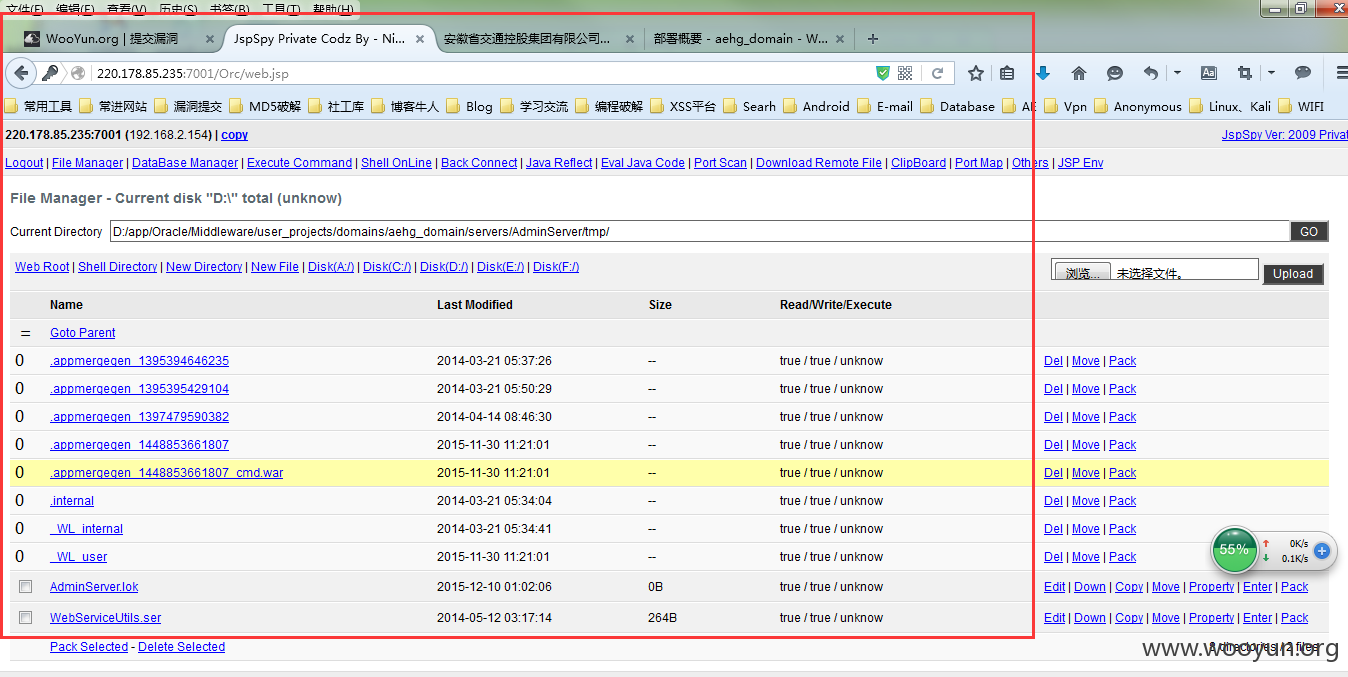 文件(F) 编辑(E) 查看(V) 历史(S) 书签(B) 工具(T) 帮助(H)
WooYun.org | 提交漏洞 × JspSpy Private Codz By - Ni... × 安徽省交通控股集团有限公司... × 部署概要 - aehg_domain - W... × +
220.178.85.235:7001/Orc/web.jsp
常用工具 常进网站 漏洞提交 MD5破解 社工库 博客牛人 Blog 学习交流 编程破解 XSS平台 Searh Android E-mail Database Vpn Anonymous Linux、Kali WIFI
220.178.85.235:7001 (192.168.2.154) | copy JspSpy Ver: 2009 Privat
Logout | File Manager | DataBase Manager | Execute Command | Shell OnLine | Back Connect | Java Reflect | Eval Java Code | Port Scan | Download Remote File | ClipBoard | Port Map | Others | JSP Env
File Manager - Current disk "D:\" total (unknow)
Current Directory D:/app/Oracle/Middleware/user_projects/domains/aehg_domain/servers/AdminServer/tmp/ GO
Web Root | Shell Directory | New Directory | New File | Disk(A:/) | Disk(C:/) | Disk(D:/) | Disk(E:/) | Disk(F:/) 浏览... 未选择文件。 Upload
Name Last Modified Size Read/Write/Execute
= Goto Parent
0 .appmergegen_1395394646235 2014-03-21 05:37:26 -- true / true / unknow Del | Move | Pack
0 .appmergegen_1395395429104 2014-03-21 05:50:29 -- true / true / unknow Del | Move | Pack
0 .appmergegen_1397479590382 2014-04-14 08:46:30 -- true / true / unknow Del | Move | Pack
0 .appmergegen_1448853661807 2015-11-30 11:21:01 -- true / true / unknow Del | Move | Pack
0 .appmergegen_1448853661807_cmd.war 2015-11-30 11:21:01 -- true / true / unknow Del | Move | Pack
0 .internal 2014-03-21 05:34:04 -- true / true / unknow Del | Move | Pack
0 _WL_internal 2014-03-21 05:34:41 -- true / true / unknow Del | Move | Pack
0 _WL_user 2015-11-30 11:21:01 -- true / true / unknow Del | Move | Pack
55% 0K/s
0.1K/s
AdminServer.lok 2015-12-10 01:02:06 0B true / true / unknow Edit | Down | Copy | Move | Property | Enter | Pack
WebServiceUtils.ser 2014-05-12 03:17:14 264B true / true / unknow Edit | Down | Copy | Move | Property | Enter | Pack
Pack Selected - Delete Selected 8 directories / 2 files
www.wooyun.org